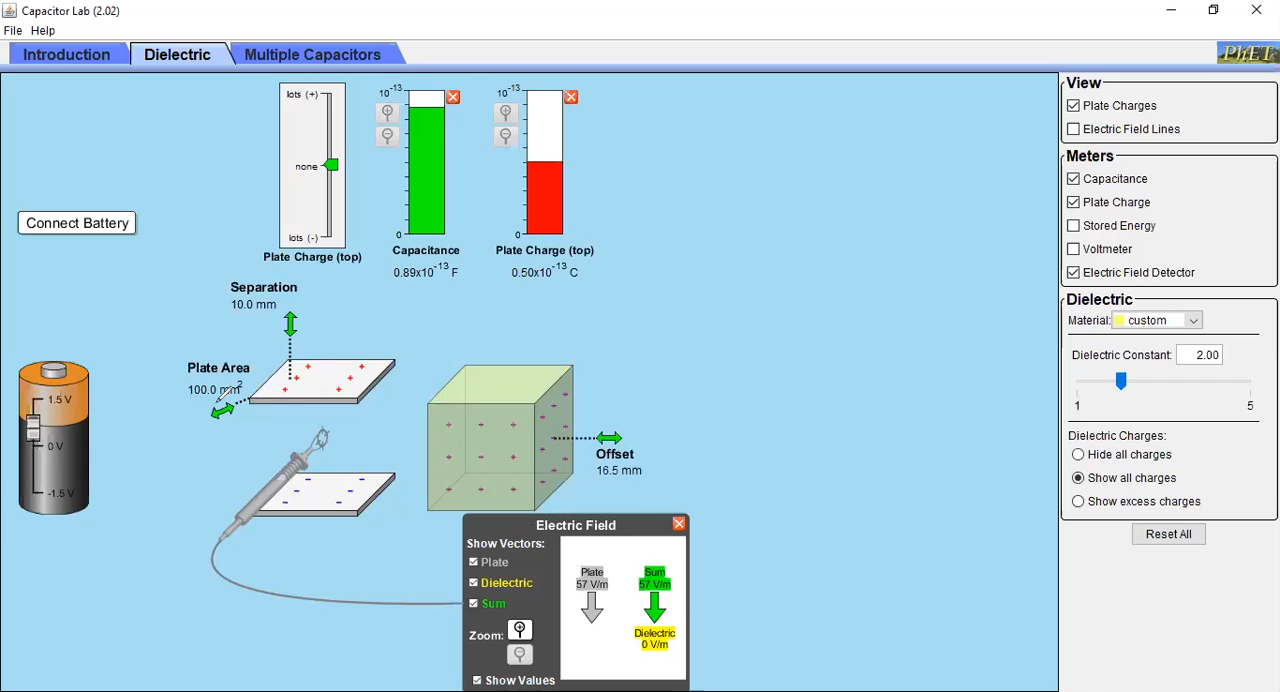 Capacitor Lab (2.02)
File Help
Introduction
Dielectric
Multiple Capacitors
PhET
lots (+)
none
lots (-)
Plate Charge (top)
10-13
0
Capacitance
0.89x10-13 F
10-13
0
Plate Charge (top)
0.50x10-13 C
Connect Battery
Separation
10.0 mm
Plate Area
100.0 mm2
1.5 V
0 V
-1.5 V
Offset
16.5 mm
Electric Field
Show Vectors:
Plate
Dielectric
Sum
Zoom:
Show Values
Plate
57 V/m
Sum
57 V/m
Dielectric
0 V/m
View
Plate Charges
Electric Field Lines
Meters
Capacitance
Plate Charge
Stored Energy
Voltmeter
Electric Field Detector
Dielectric
Material: custom
Dielectric Constant: 2.00
1 5
Dielectric Charges:
Hide all charges
Show all charges
Show excess charges
Reset All